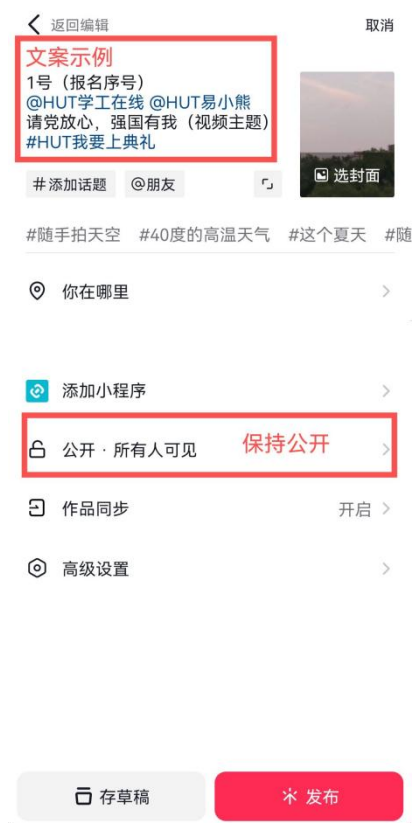 返回编辑
取消
文案示例
1号（报名序号）
@HUT学工在线 @HUT易小熊
请党放心，强国有我（视频主题）
#HUT我要上典礼
选封面
#添加话题
@朋友
#随手拍天空 #40度的高温天气 #这个夏天 #随
你在哪里
添加小程序
公开 · 所有人可见
保持公开
作品同步
开启
高级设置
存草稿
发布